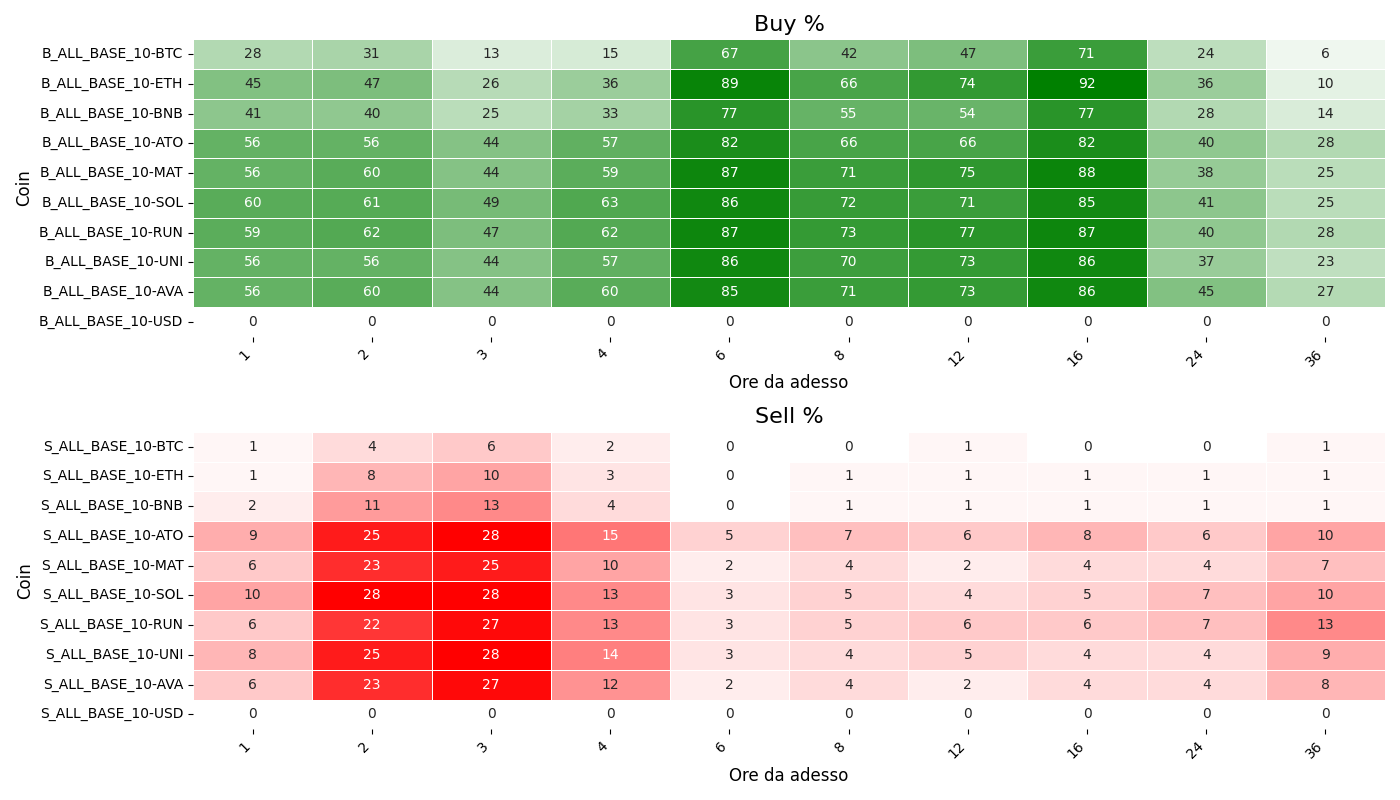 Buy %
Coin
B_ALL_BASE_10-BTC 28 31 13 15 67 42 47 71 24 6
B_ALL_BASE_10-ETH 45 47 26 36 89 66 74 92 36 10
B_ALL_BASE_10-BNB 41 40 25 33 77 55 54 77 28 14
B_ALL_BASE_10-ATO 56 56 44 57 82 66 66 82 40 28
B_ALL_BASE_10-MAT 56 60 44 59 87 71 75 88 38 25
B_ALL_BASE_10-SOL 60 61 49 63 86 72 71 85 41 25
B_ALL_BASE_10-RUN 59 62 47 62 87 73 77 87 40 28
B_ALL_BASE_10-UNI 56 56 44 57 86 70 73 86 37 23
B_ALL_BASE_10-AVA 56 60 44 60 85 71 73 86 45 27
B_ALL_BASE_10-USD 0 0 0 0 0 0 0 0 0 0
1 2 3 4 6 8 12 16 24 36
Ore da adesso
Sell %
Coin
S_ALL_BASE_10-BTC 1 4 6 2 0 0 1 0 0 1
S_ALL_BASE_10-ETH 1 8 10 3 0 1 1 1 1 1
S_ALL_BASE_10-BNB 2 11 13 4 0 1 1 1 1 1
S_ALL_BASE_10-ATO 9 25 28 15 5 7 6 8 6 10
S_ALL_BASE_10-MAT 6 23 25 10 2 4 2 4 4 7
S_ALL_BASE_10-SOL 10 28 28 13 3 5 4 5 7 10
S_ALL_BASE_10-RUN 6 22 27 13 3 5 6 6 7 13
S_ALL_BASE_10-UNI 8 25 28 14 3 4 5 4 4 9
S_ALL_BASE_10-AVA 6 23 27 12 2 4 2 4 4 8
S_ALL_BASE_10-USD 0 0 0 0 0 0 0 0 0 0
1 2 3 4 6 8 12 16 24 36
Ore da adesso